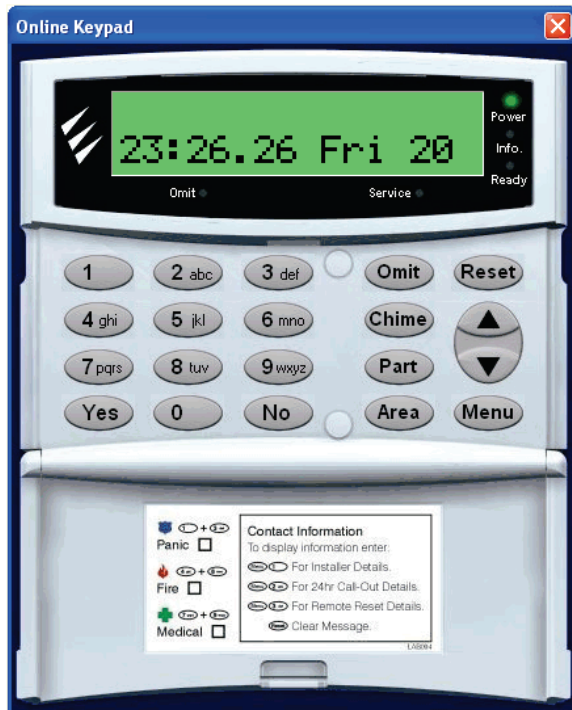 Online Keypad
23:26.26 Fri 20
Power
Info.
Ready
Omit
Service
1
2 abc
3 def
Omit
Reset
4 ghi
5 jkl
6 mno
Chime
7 pqrs
8 tuv
9 wxyz
Part
Yes
0
No
Area
Menu
Panic
Fire
Medical
Contact Information
To display information enter:
For Installer Details.
For 24hr Call-Out Details.
For Remote Reset Details.
Clear Message.